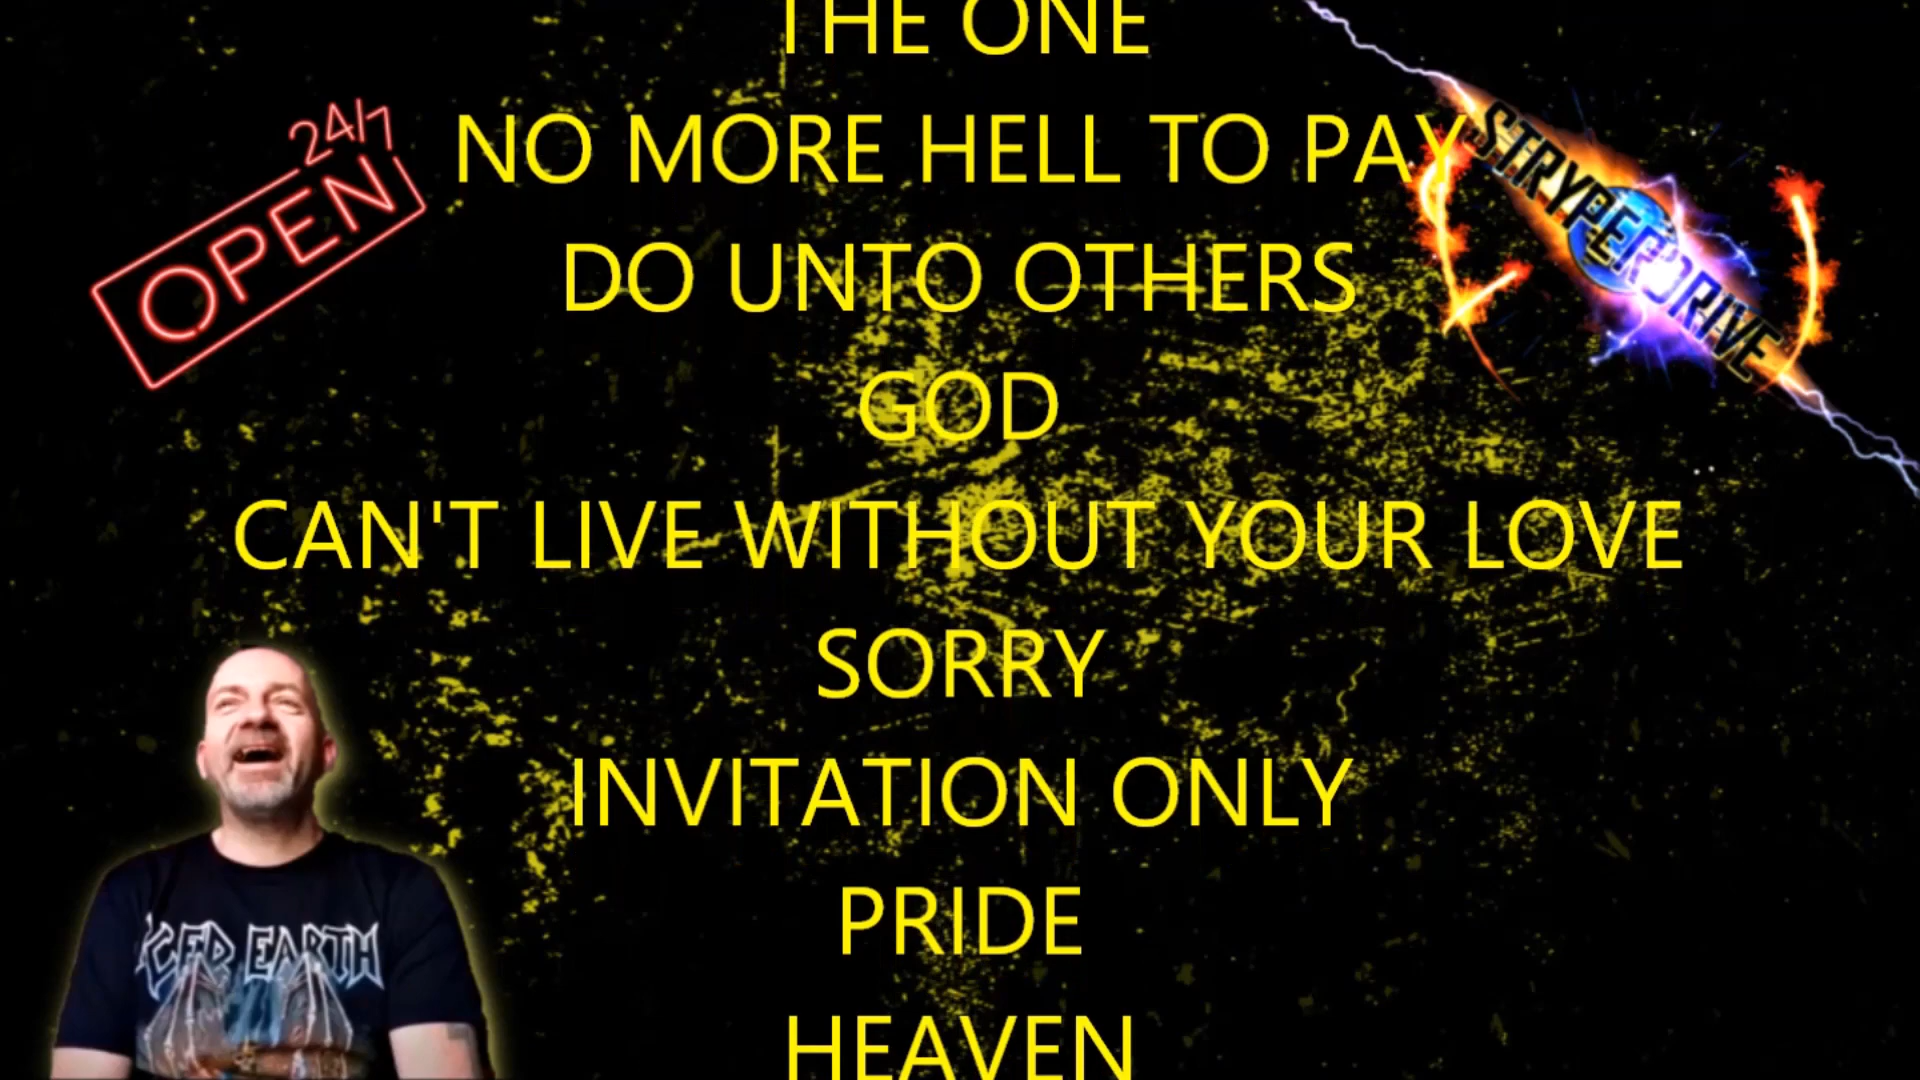 THE ONE
24/7
OPEN
NO MORE HELL TO PAY
STRYPERDRIVE
DO UNTO OTHERS
GOD
CAN'T LIVE WITHOUT YOUR LOVE
SORRY
INVITATION ONLY
PRIDE
ICED EARTH
HEAVEN